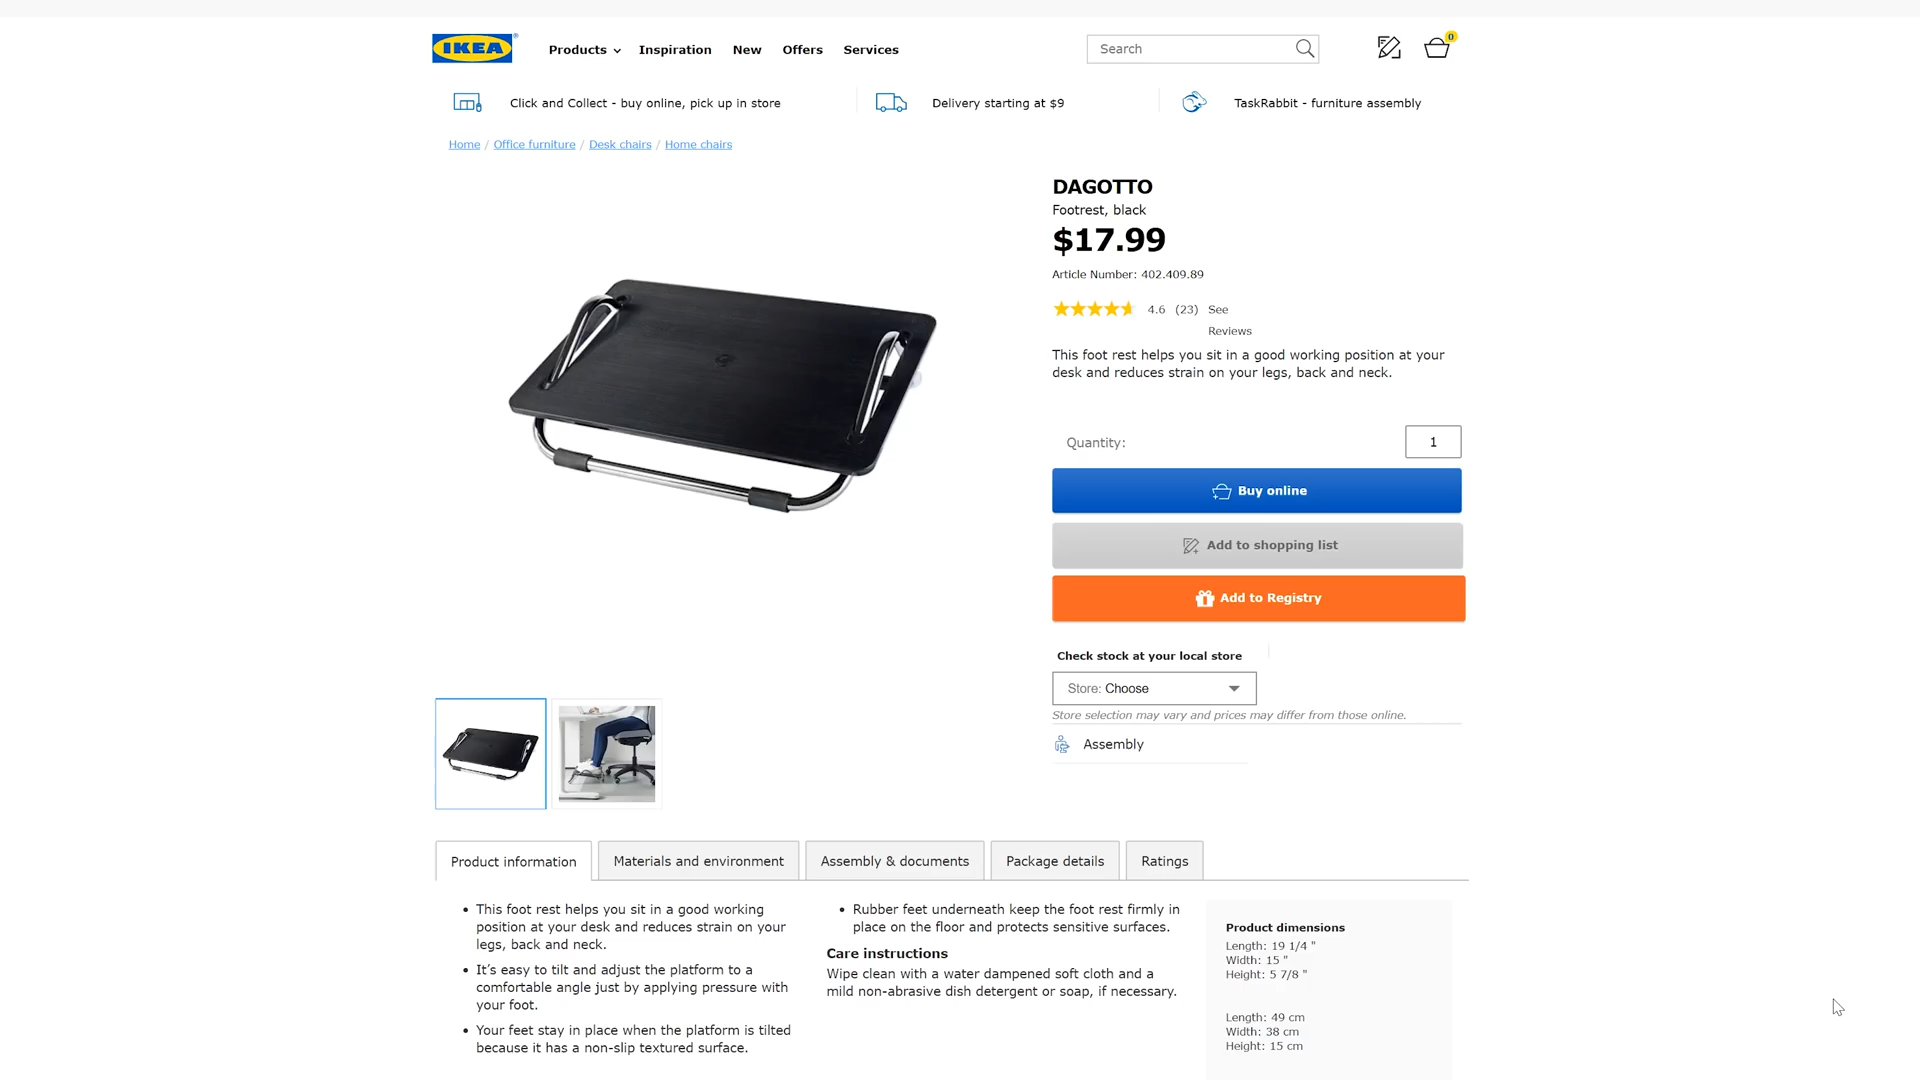 IKEA
Products
Inspiration
New
Offers
Services
Search
0
Click and Collect - buy online, pick up in store
Delivery starting at $9
TaskRabbit - furniture assembly
Home / Office furniture / Desk chairs / Home chairs
DAGOTTO
Footrest, black
$17.99
Article Number: 402.409.89
4.6 (23) See
Reviews
This foot rest helps you sit in a good working position at your
desk and reduces strain on your legs, back and neck.
Quantity:
1
Buy online
Add to shopping list
Add to Registry
Check stock at your local store
Store: Choose
Store selection may vary and prices may differ from those online.
Assembly
Product information
Materials and environment
Assembly & documents
Package details
Ratings
• This foot rest helps you sit in a good working
position at your desk and reduces strain on your
legs, back and neck.
• It’s easy to tilt and adjust the platform to a
comfortable angle just by applying pressure with
your foot.
• Your feet stay in place when the platform is tilted
because it has a non-slip textured surface.
• Rubber feet underneath keep the foot rest firmly in
place on the floor and protects sensitive surfaces.
Care instructions
Wipe clean with a water dampened soft cloth and a
mild non-abrasive dish detergent or soap, if necessary.
Product dimensions
Length: 19 1/4 "
Width: 15 "
Height: 5 7/8 "
Length: 49 cm
Width: 38 cm
Height: 15 cm